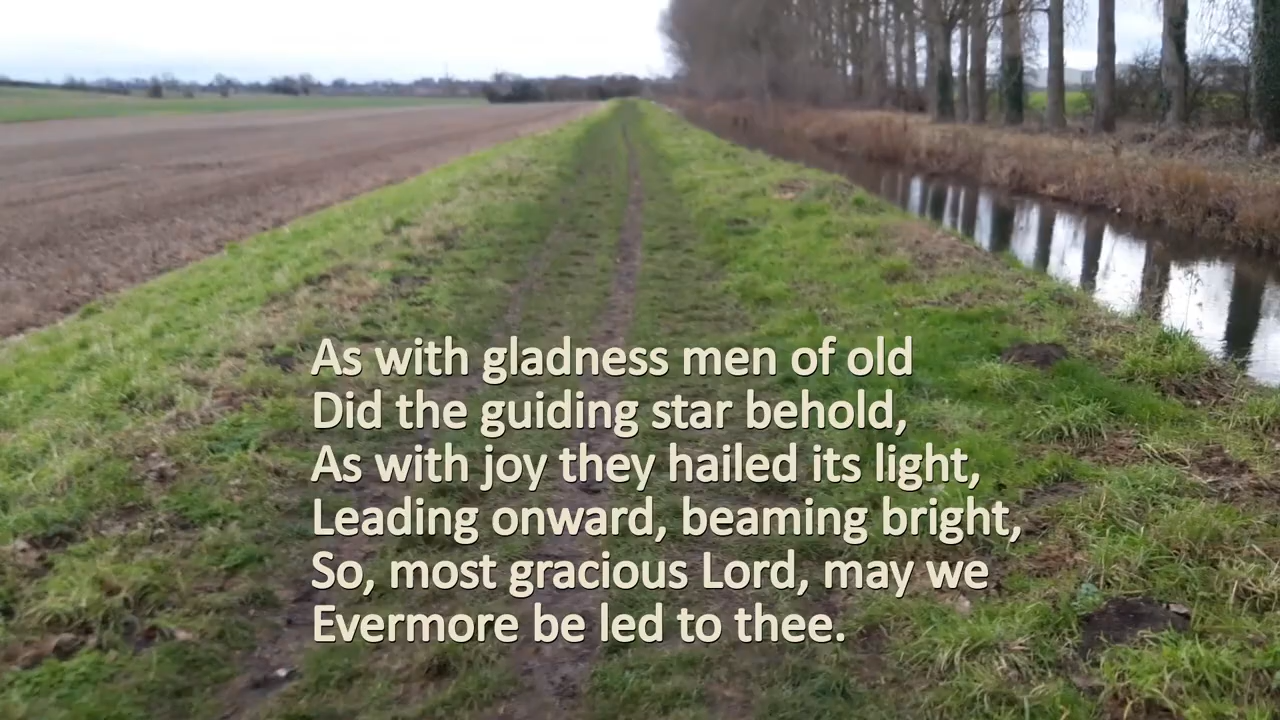 As with gladness men of old
Did the guiding star behold,
As with joy they hailed its light,
Leading onward, beaming bright,
So, most gracious Lord, may we
Evermore be led to thee.